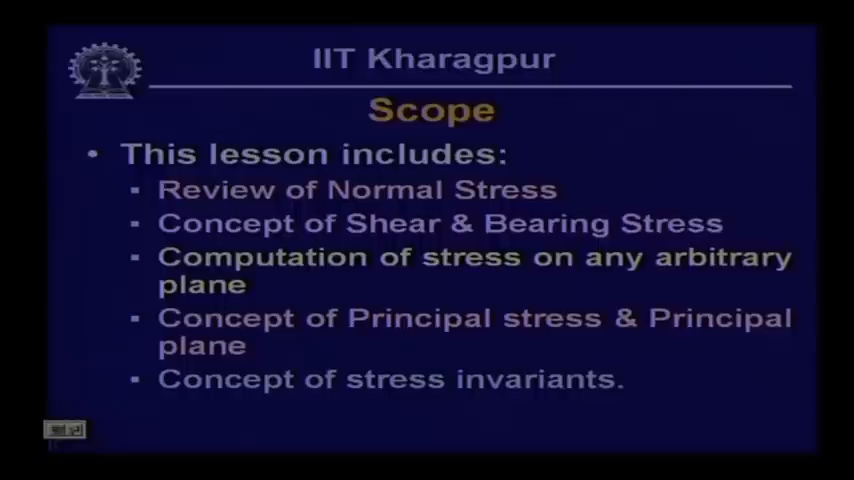 IIT Kharagpur
Scope
• This lesson includes:
▪ Review of Normal Stress
▪ Concept of Shear & Bearing Stress
▪ Computation of stress on any arbitrary
plane
▪ Concept of Principal stress & Principal
plane
▪ Concept of stress invariants.